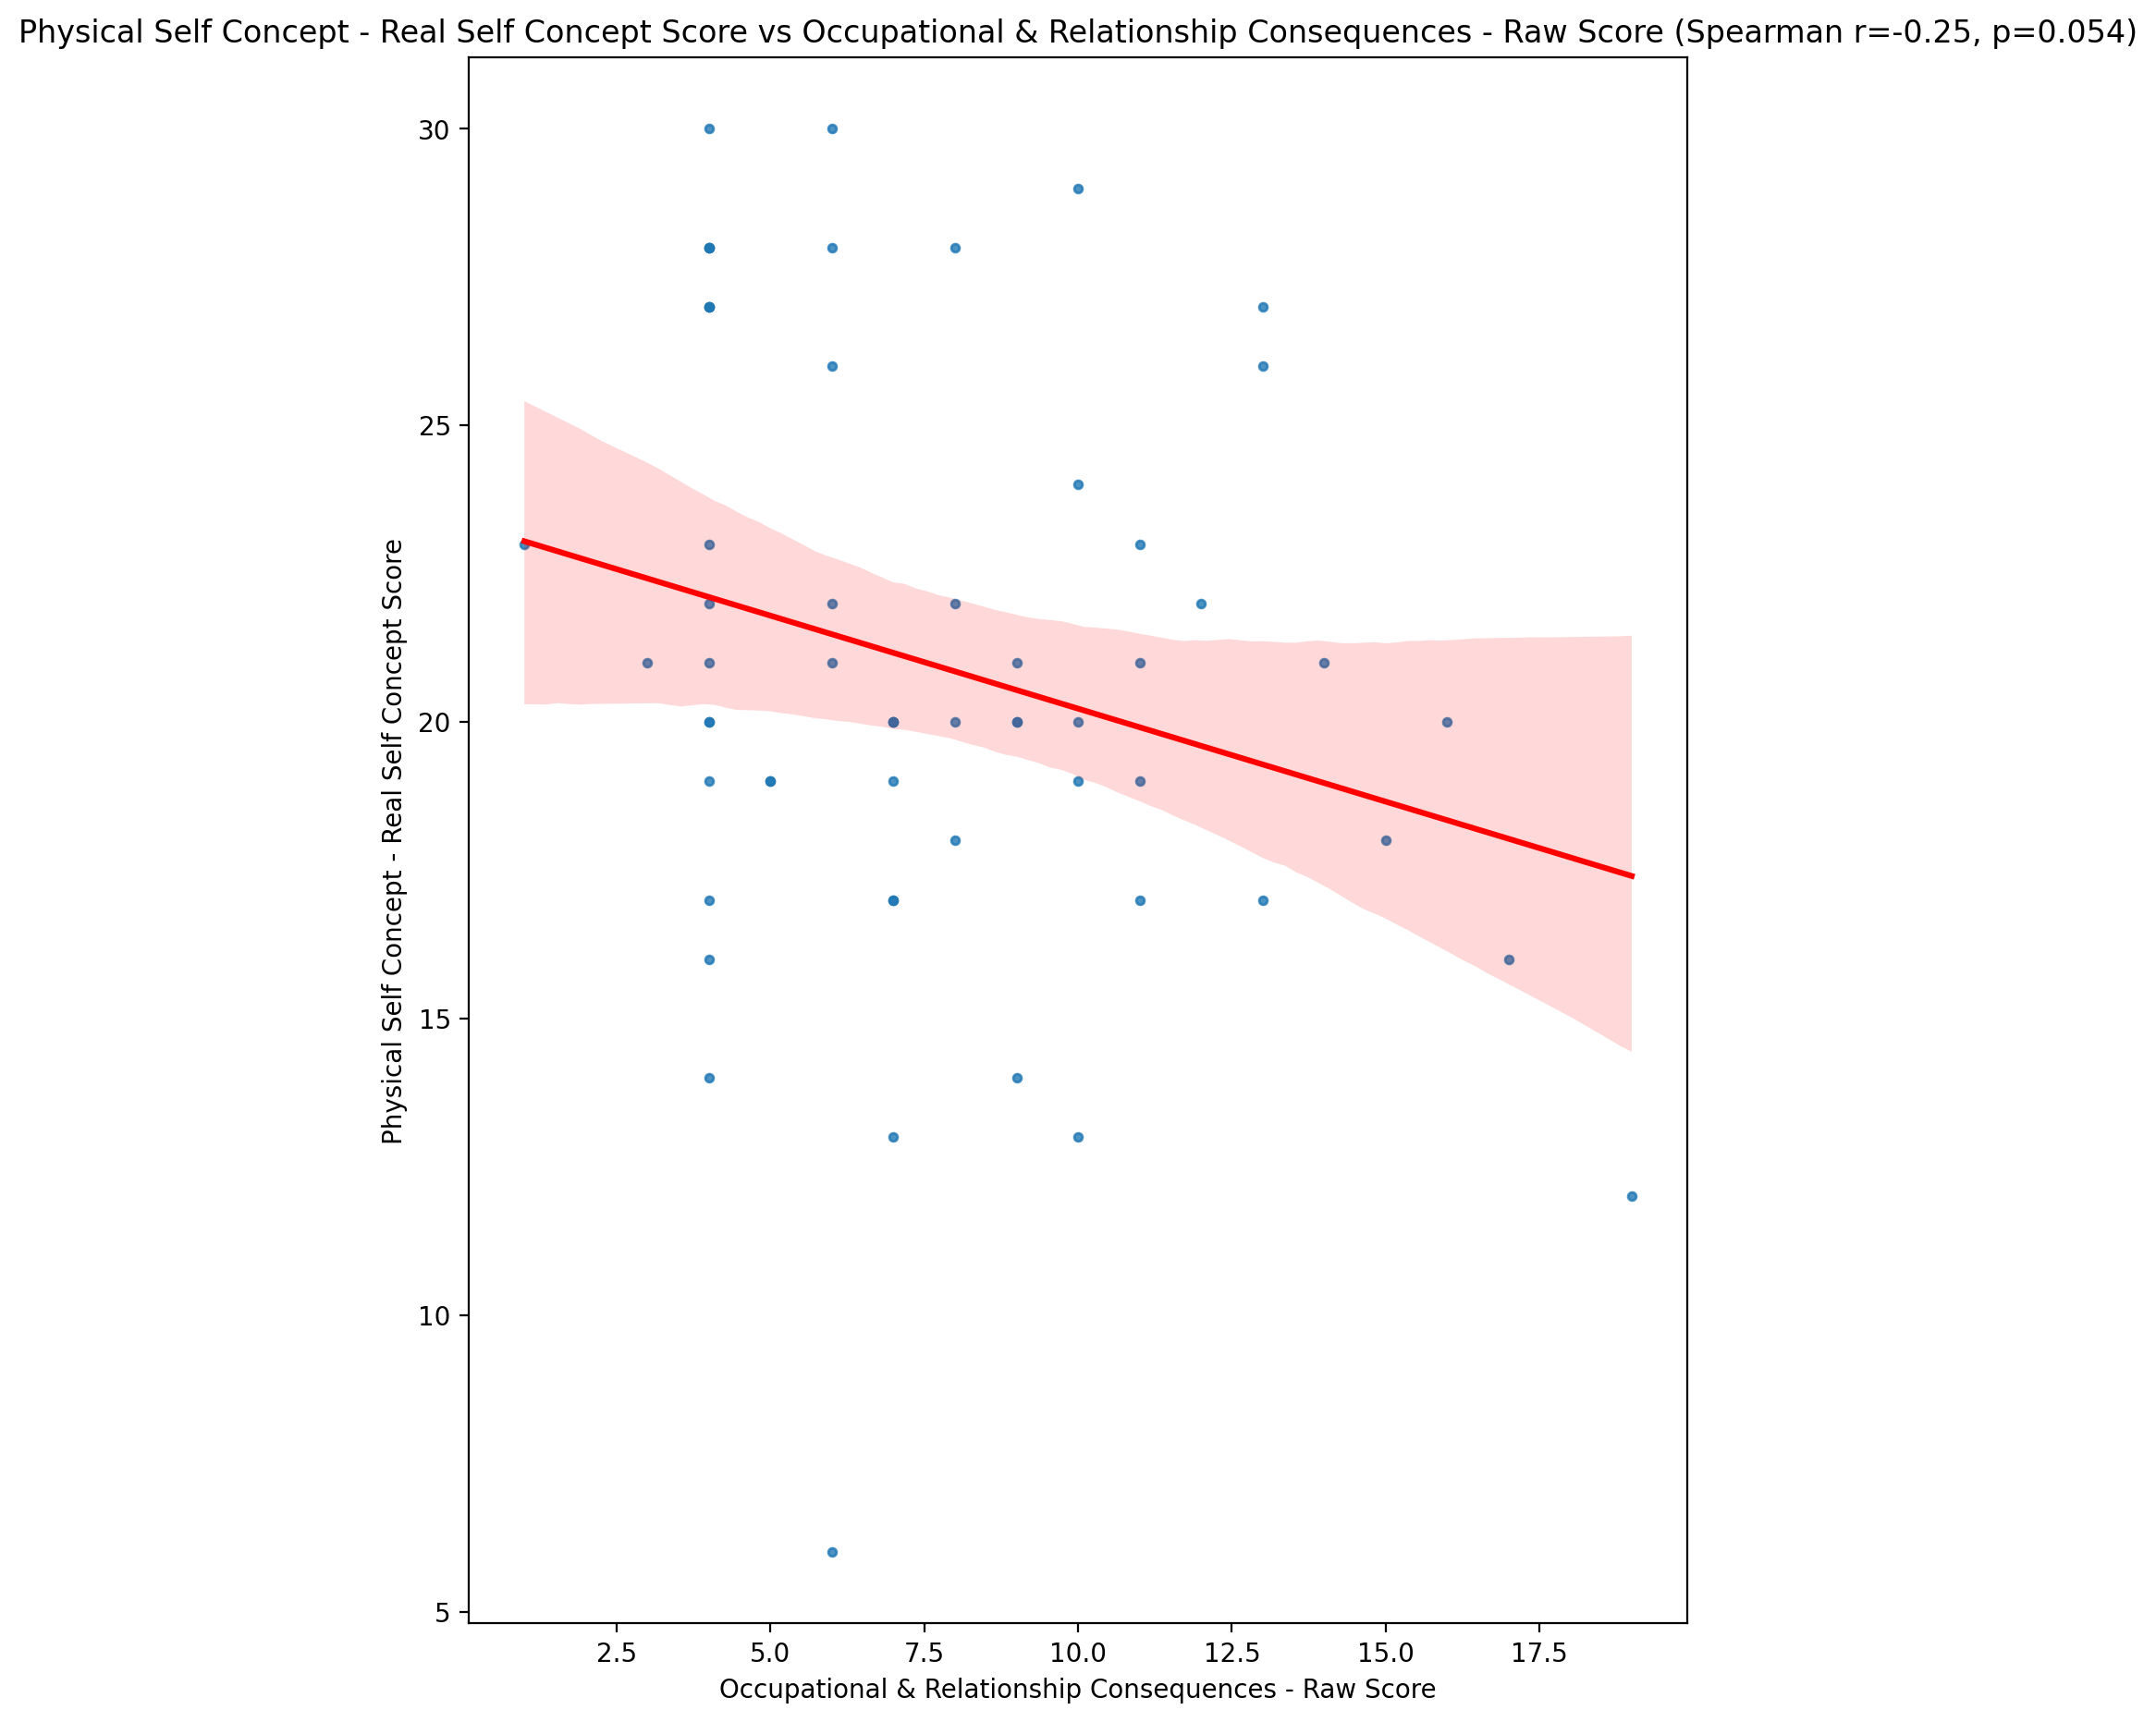 Physical Self Concept - Real Self Concept Score vs Occupational & Relationship Consequences - Raw Score (Spearman r=-0.25, p=0.054)
Physical Self Concept - Real Self Concept Score
30
25
20
15
10
5
2.5 5.0 7.5 10.0 12.5 15.0 17.5
Occupational & Relationship Consequences - Raw Score